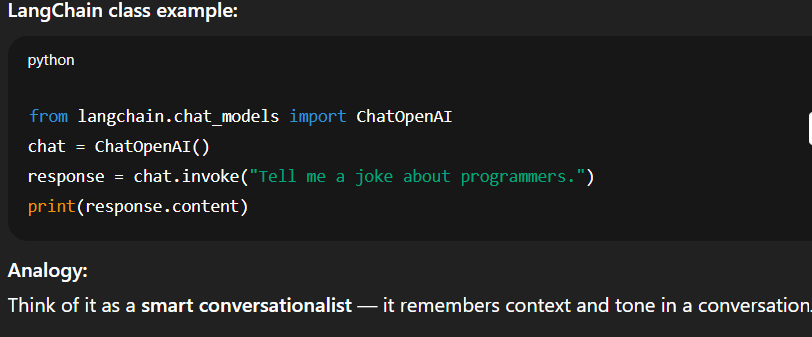 LangChain class example:
python
from langchain.chat_models import ChatOpenAI
chat = ChatOpenAI()
response = chat.invoke("Tell me a joke about programmers.")
print(response.content)
Analogy:
Think of it as a smart conversationalist — it remembers context and tone in a conversation.